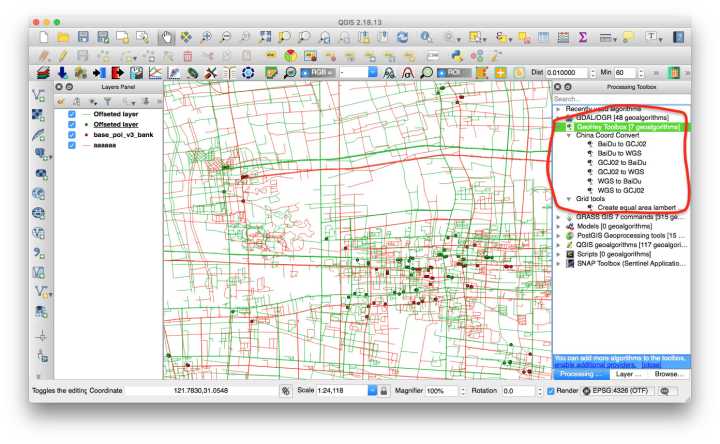 QGIS 2.18.13
RGB
ROI
Dist 0.010000
Min 60
Layers Panel
Offseted layer
Offseted layer
base_poi_v3_bank
aaaaaa
Processing Toolbox
Search...
Recently used algorithms
GDAL/OGR [48 geoalgorithms]
GeoHey Toolbox [7 geoalgorithms]
China Coord Convert
BaiDu to GCJ02
BaiDu to WGS
GCJ02 to BaiDu
GCJ02 to WGS
WGS to BaiDu
WGS to GCJ02
Grid tools
Create equal area lambert
GRASS GIS 7 commands [315 ge...
Models [0 geoalgorithms]
PostGIS Geoprocessing tools [15 ...
QGIS geoalgorithms [117 geoalgori...
Scripts [0 geoalgorithms]
SNAP Toolbox (Sentinel Applicatio...
You can add more algorithms to the toolbox,
enable additional providers. [close]
Processing ...
Layer ...
Browse...
Toggles the editing
Coordinate
121.7830,31.0548
Scale 1:24,118
Magnifier 100%
Rotation 0.0
Render
EPSG:4326 (OTF)